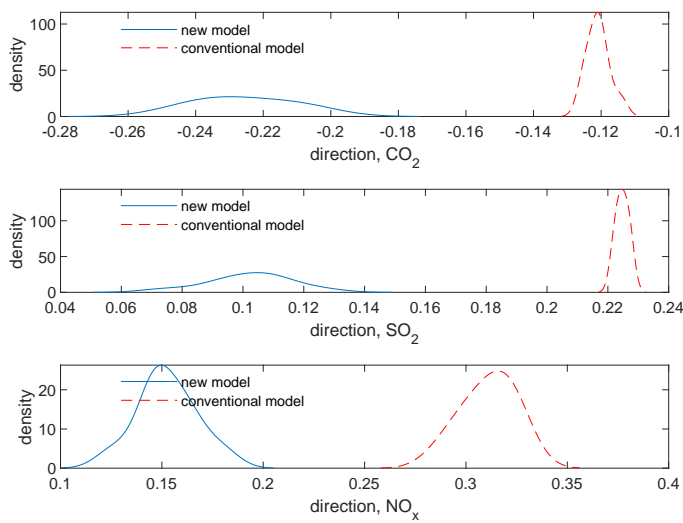 100
50
0
density
new model
conventional model
-0.28 -0.26 -0.24 -0.22 -0.2 -0.18 -0.16 -0.14 -0.12 -0.1
direction, CO2
100
50
0
density
new model
conventional model
0.04 0.06 0.08 0.1 0.12 0.14 0.16 0.18 0.2 0.22 0.24
direction, SO2
20
10
0
density
new model
conventional model
0.1 0.15 0.2 0.25 0.3 0.35 0.4
direction, NOx